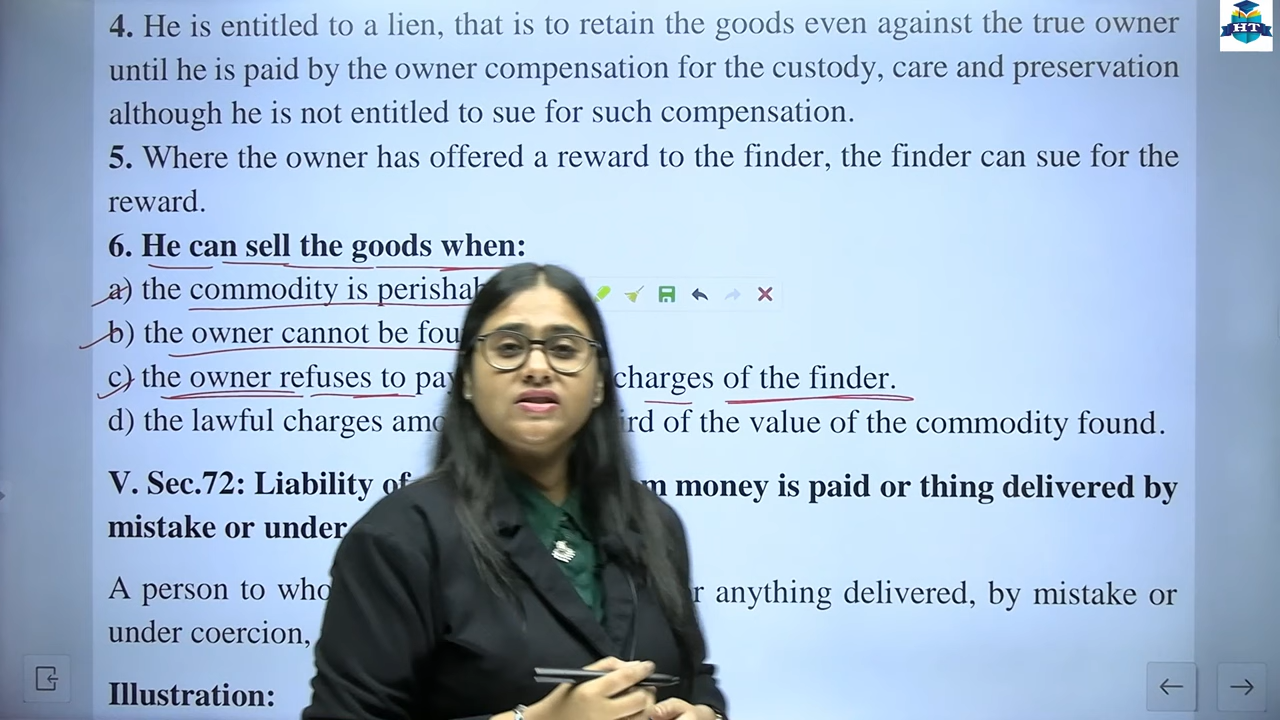 4. He is entitled to a lien, that is to retain the goods even against the true owner
until he is paid by the owner compensation for the custody, care and preservation
although he is not entitled to sue for such compensation.
5. Where the owner has offered a reward to the finder, the finder can sue for the
reward.
6. He can sell the goods when:
a) the commodity is
b) the owner cannot be
c) the owner refuses to charges of the finder.
d) the lawful charges of the value of the commodity found.
V. Sec.72: Liability of money is paid or thing delivered by
mistake or under
A person to anything delivered, by mistake or
under coercion,
Illustration:
HT